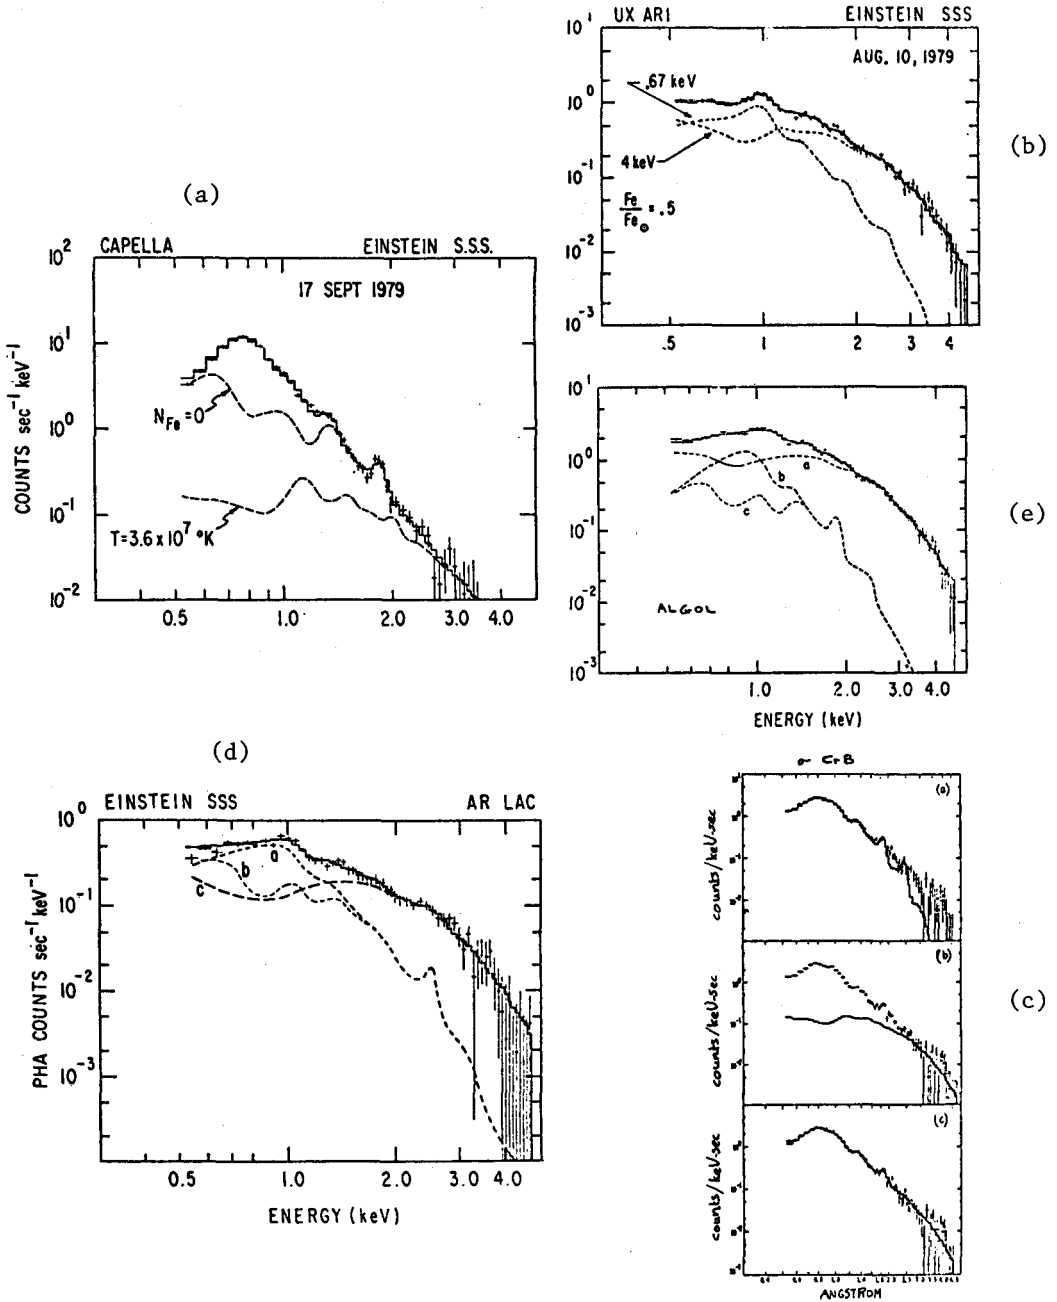 (a)
CAPELLA EINSTEIN S.S.S.
17 SEPT 1979
10²
10¹
10⁰
10⁻¹
10⁻²
COUNTS sec⁻¹ keV⁻¹
N_Fe = 0
T = 3.6 x 10⁷ °K
0.5 1.0 2.0 3.0 4.0
UX ARI EINSTEIN SSS
AUG. 10, 1979
(b)
10¹
10⁰
10⁻¹
10⁻²
10⁻³
.67 keV
4 keV
Fe/Fe⊙ = .5
.5 1 2 3 4
(e)
10¹
10⁰
10⁻¹
10⁻²
10⁻³
a
b
c
ALGOL
1.0 2.0 3.0 4.0
ENERGY (keV)
(d)
EINSTEIN SSS AR LAC
10⁰
10⁻¹
10⁻²
10⁻³
PHA COUNTS sec⁻¹ keV⁻¹
a
b
c
0.5 1.0 2.0 3.0 4.0
ENERGY (keV)
σ CrB
(a)
counts/keV-sec
(b)
counts/keV-sec
(c)
(c)
counts/keV-sec
ANGSTROM